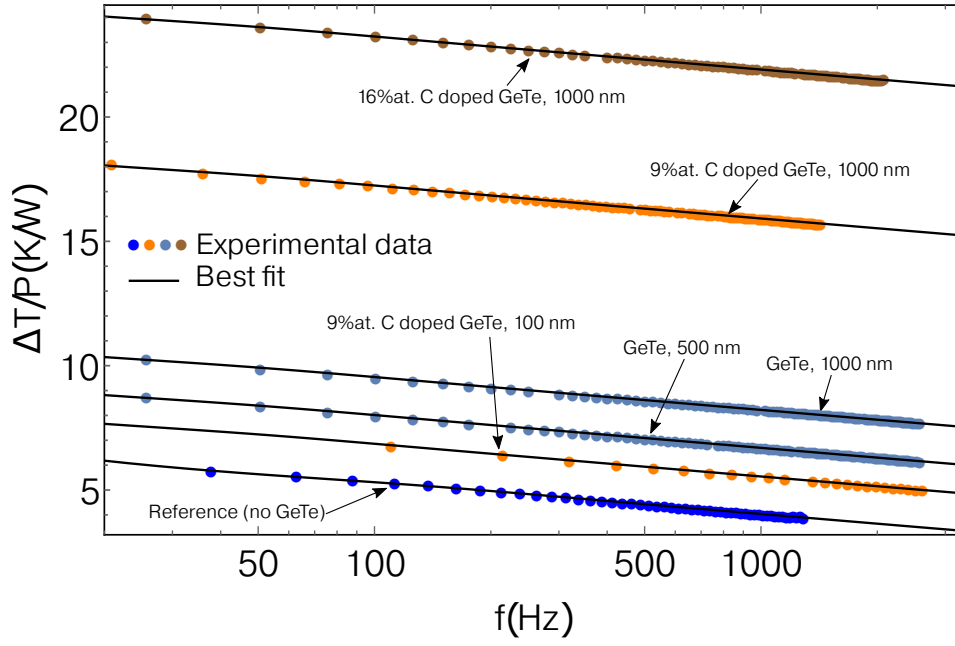 16%at. C doped GeTe, 1000 nm
20
9%at. C doped GeTe, 1000 nm
ΔT/P(K/W)
15
Experimental data
Best fit
9%at. C doped GeTe, 100 nm
GeTe, 500 nm
GeTe, 1000 nm
10
5
Reference (no GeTe)
50 100 500 1000
f(Hz)